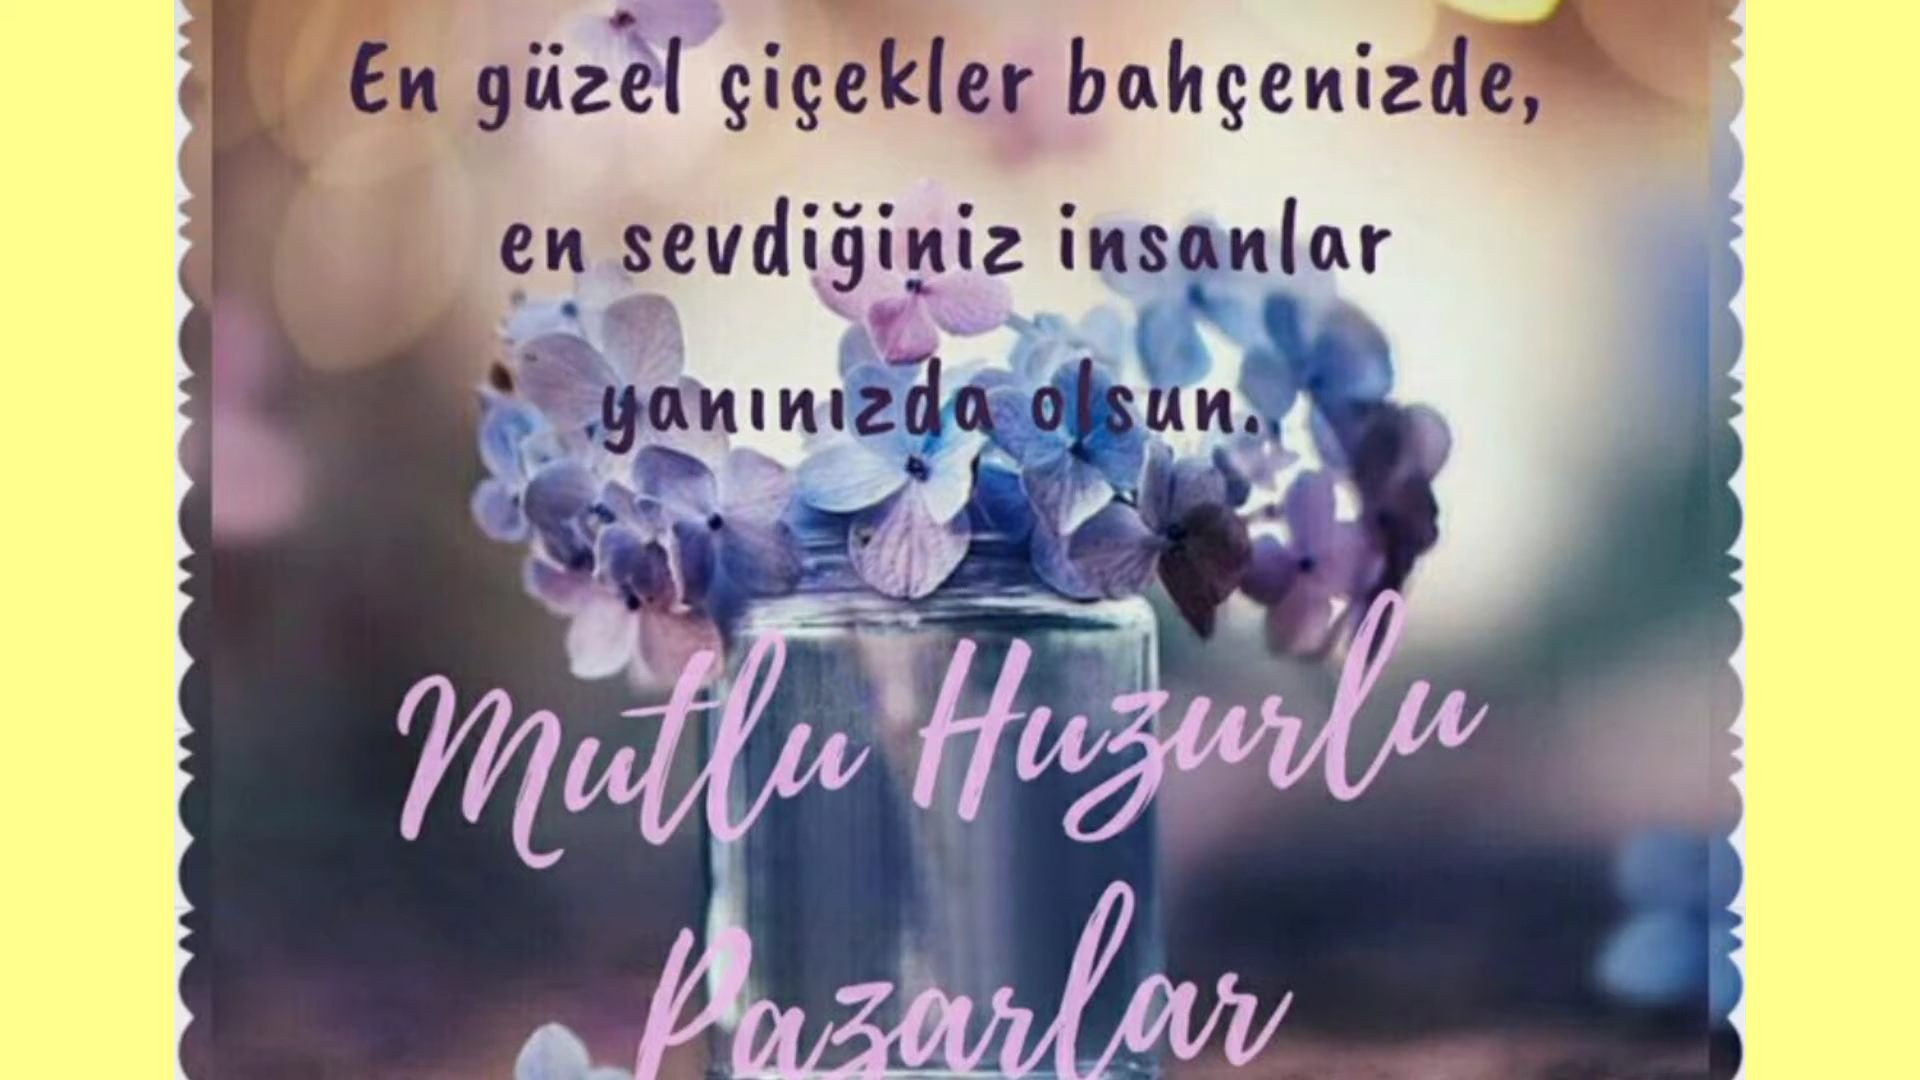 En güzel çiçekler bahçenizde,
en sevdiğiniz insanlar
yanınızda olsun.
Mutlu Huzurlu
Pazarlar